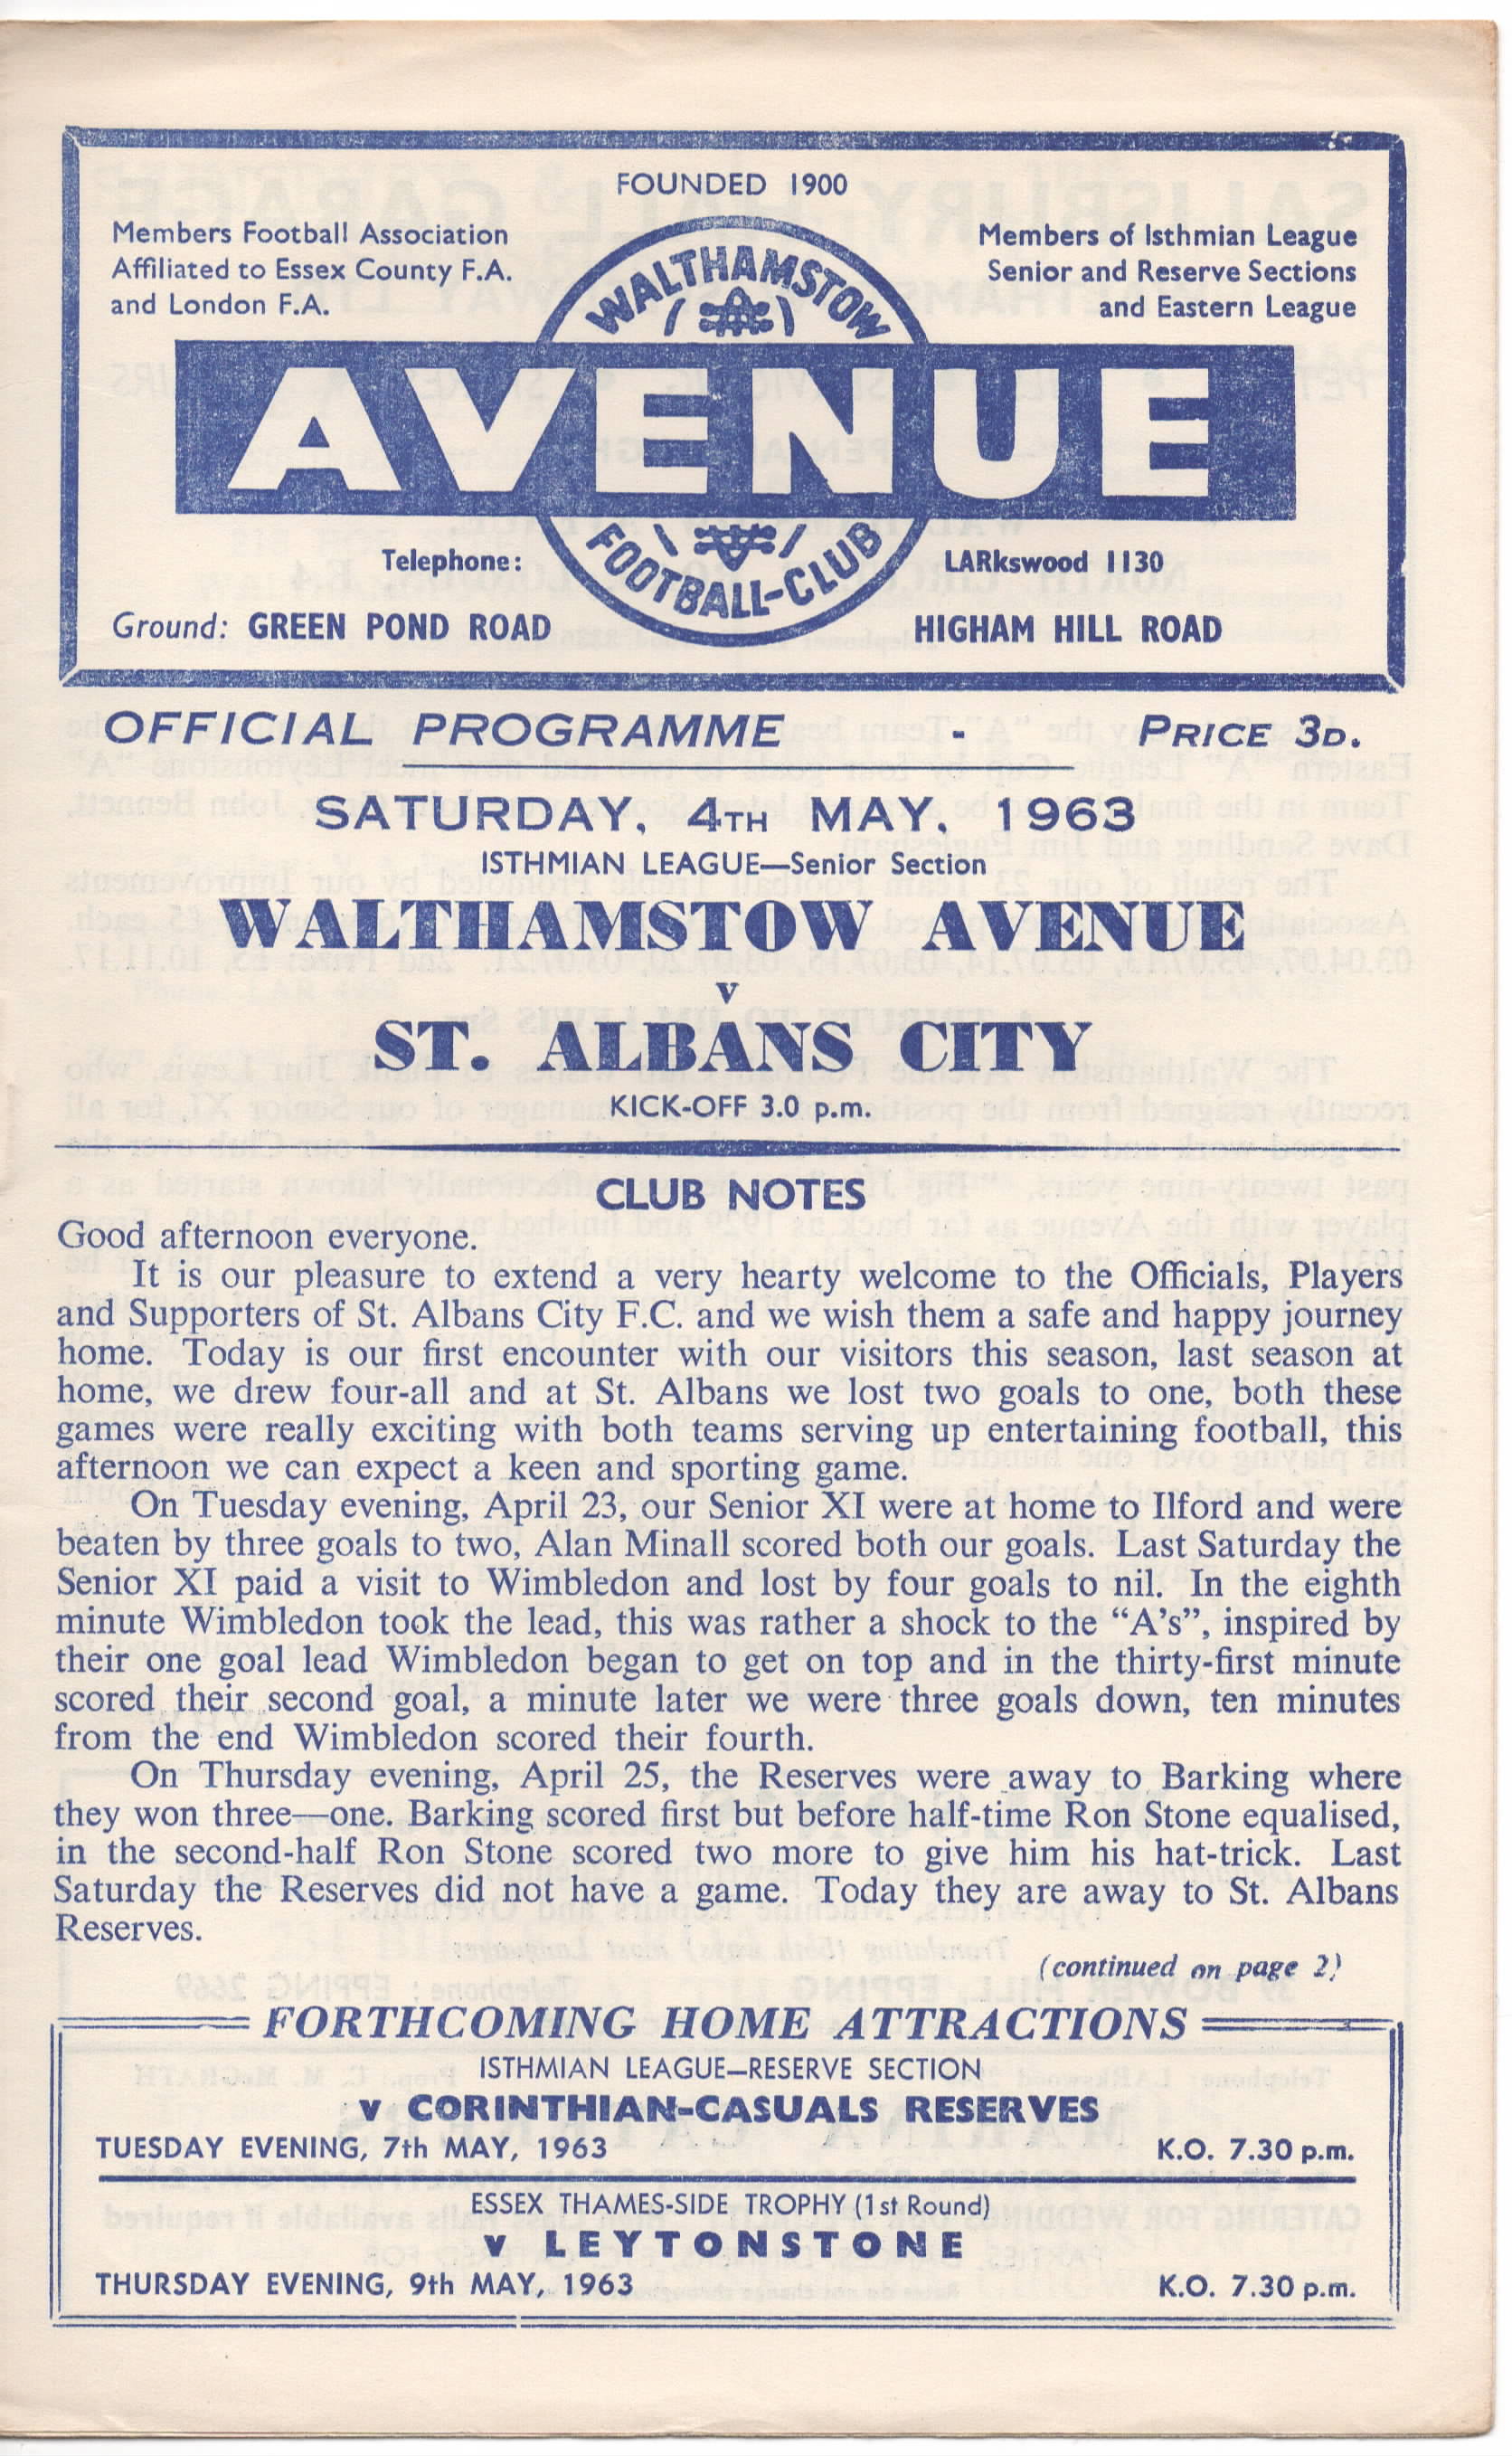 FOUNDED 1900
Members Football Association
Affiliated to Essex County F.A.
and London F.A.
Members of Isthmian League
Senior and Reserve Sections
and Eastern League
WALTHAMSTOW
AVENUE
FOOTBALL-CLUB
Telephone: LARkswood 1130
Ground: GREEN POND ROAD HIGHAM HILL ROAD
OFFICIAL PROGRAMME - PRICE 3D.
SATURDAY, 4TH MAY, 1963
ISTHMIAN LEAGUE—Senior Section
WALTHAMSTOW AVENUE
v
ST. ALBANS CITY
KICK-OFF 3.0 p.m.
CLUB NOTES
Good afternoon everyone.
It is our pleasure to extend a very hearty welcome to the Officials, Players
and Supporters of St. Albans City F.C. and we wish them a safe and happy journey
home. Today is our first encounter with our visitors this season, last season at
home, we drew four-all and at St. Albans we lost two goals to one, both these
games were really exciting with both teams serving up entertaining football, this
afternoon we can expect a keen and sporting game.
On Tuesday evening, April 23, our Senior XI were at home to Ilford and were
beaten by three goals to two, Alan Minall scored both our goals. Last Saturday the
Senior XI paid a visit to Wimbledon and lost by four goals to nil. In the eighth
minute Wimbledon took the lead, this was rather a shock to the “A’s”, inspired by
their one goal lead Wimbledon began to get on top and in the thirty-first minute
scored their second goal, a minute later we were three goals down, ten minutes
from the end Wimbledon scored their fourth.
On Thursday evening, April 25, the Reserves were away to Barking where
they won three—one. Barking scored first but before half-time Ron Stone equalised,
in the second-half Ron Stone scored two more to give him his hat-trick. Last
Saturday the Reserves did not have a game. Today they are away to St. Albans
Reserves.
(continued on page 2)
FORTHCOMING HOME ATTRACTIONS
ISTHMIAN LEAGUE—RESERVE SECTION
v CORINTHIAN-CASUALS RESERVES
TUESDAY EVENING, 7th MAY, 1963 K.O. 7.30 p.m.
ESSEX THAMES-SIDE TROPHY (1st Round)
v LEYTONSTONE
THURSDAY EVENING, 9th MAY, 1963 K.O. 7.30 p.m.